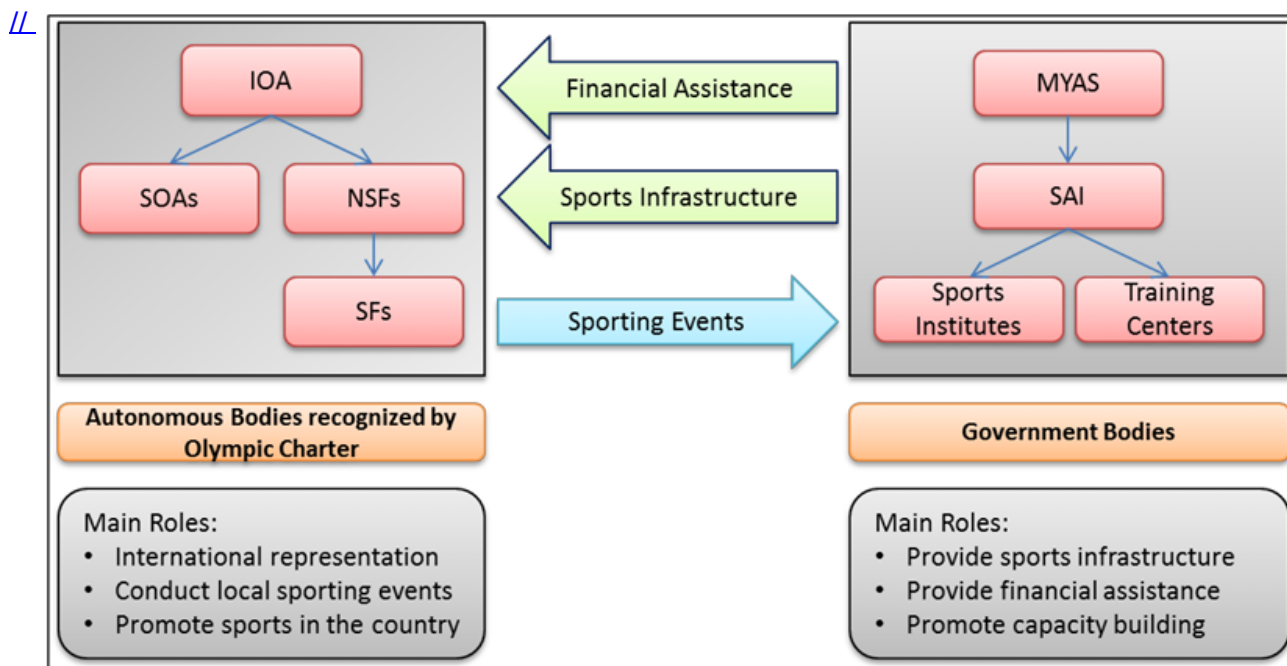 //
IOA
SOAs
NSFs
SFs
Financial Assistance
Sports Infrastructure
Sporting Events
MYAS
SAI
Sports
Institutes
Training
Centers
Autonomous Bodies recognized by
Olympic Charter
Government Bodies
Main Roles:
• International representation
• Conduct local sporting events
• Promote sports in the country
Main Roles:
• Provide sports infrastructure
• Provide financial assistance
• Promote capacity building